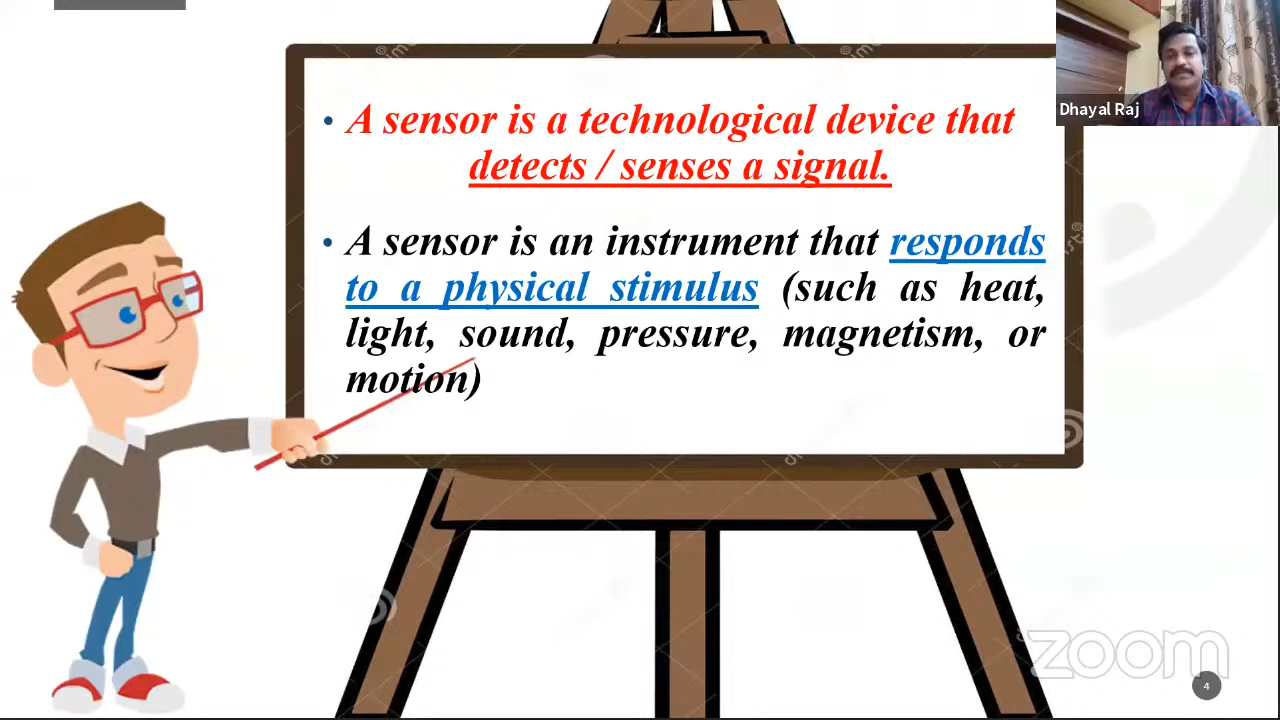 • A sensor is a technological device that
detects / senses a signal.
• A sensor is an instrument that responds
to a physical stimulus (such as heat,
light, sound, pressure, magnetism, or
motion)
Dhayal Raj
zoom
4